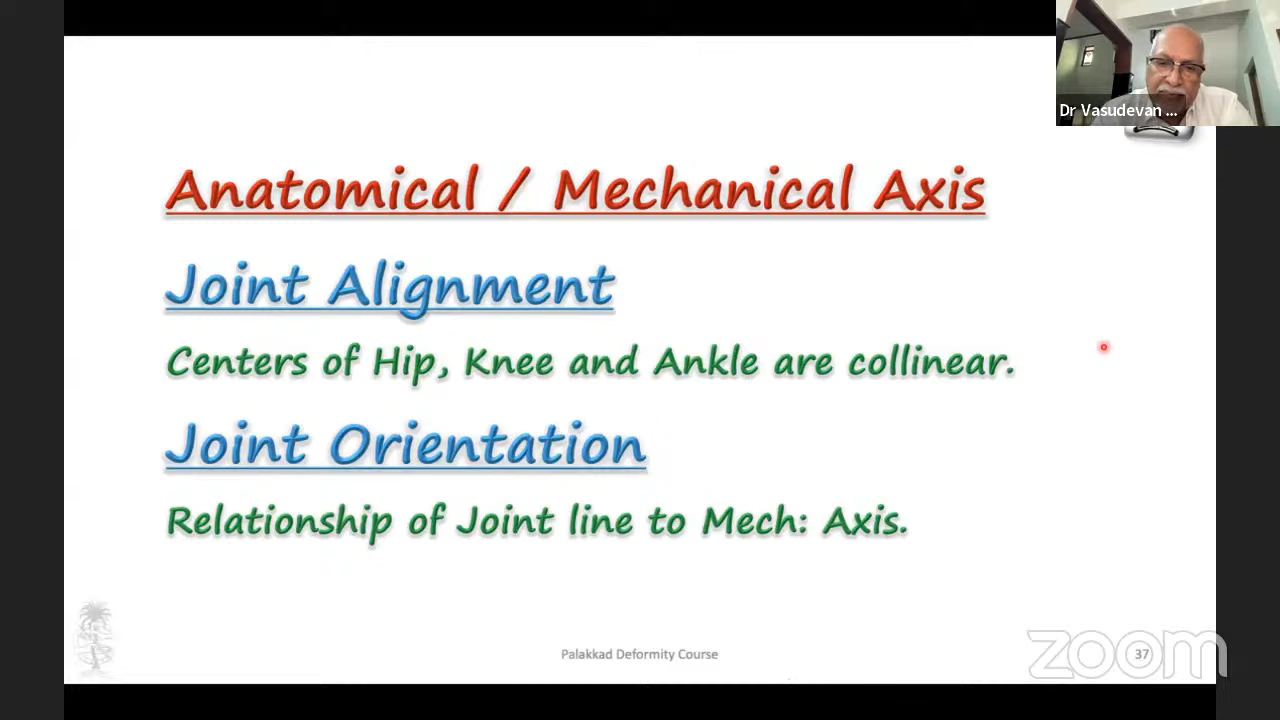 Dr Vasudevan ...
Anatomical / Mechanical Axis
Joint Alignment
Centers of Hip, Knee and Ankle are collinear.
Joint Orientation
Relationship of Joint line to Mech: Axis.
Palakkad Deformity Course
37
zoom